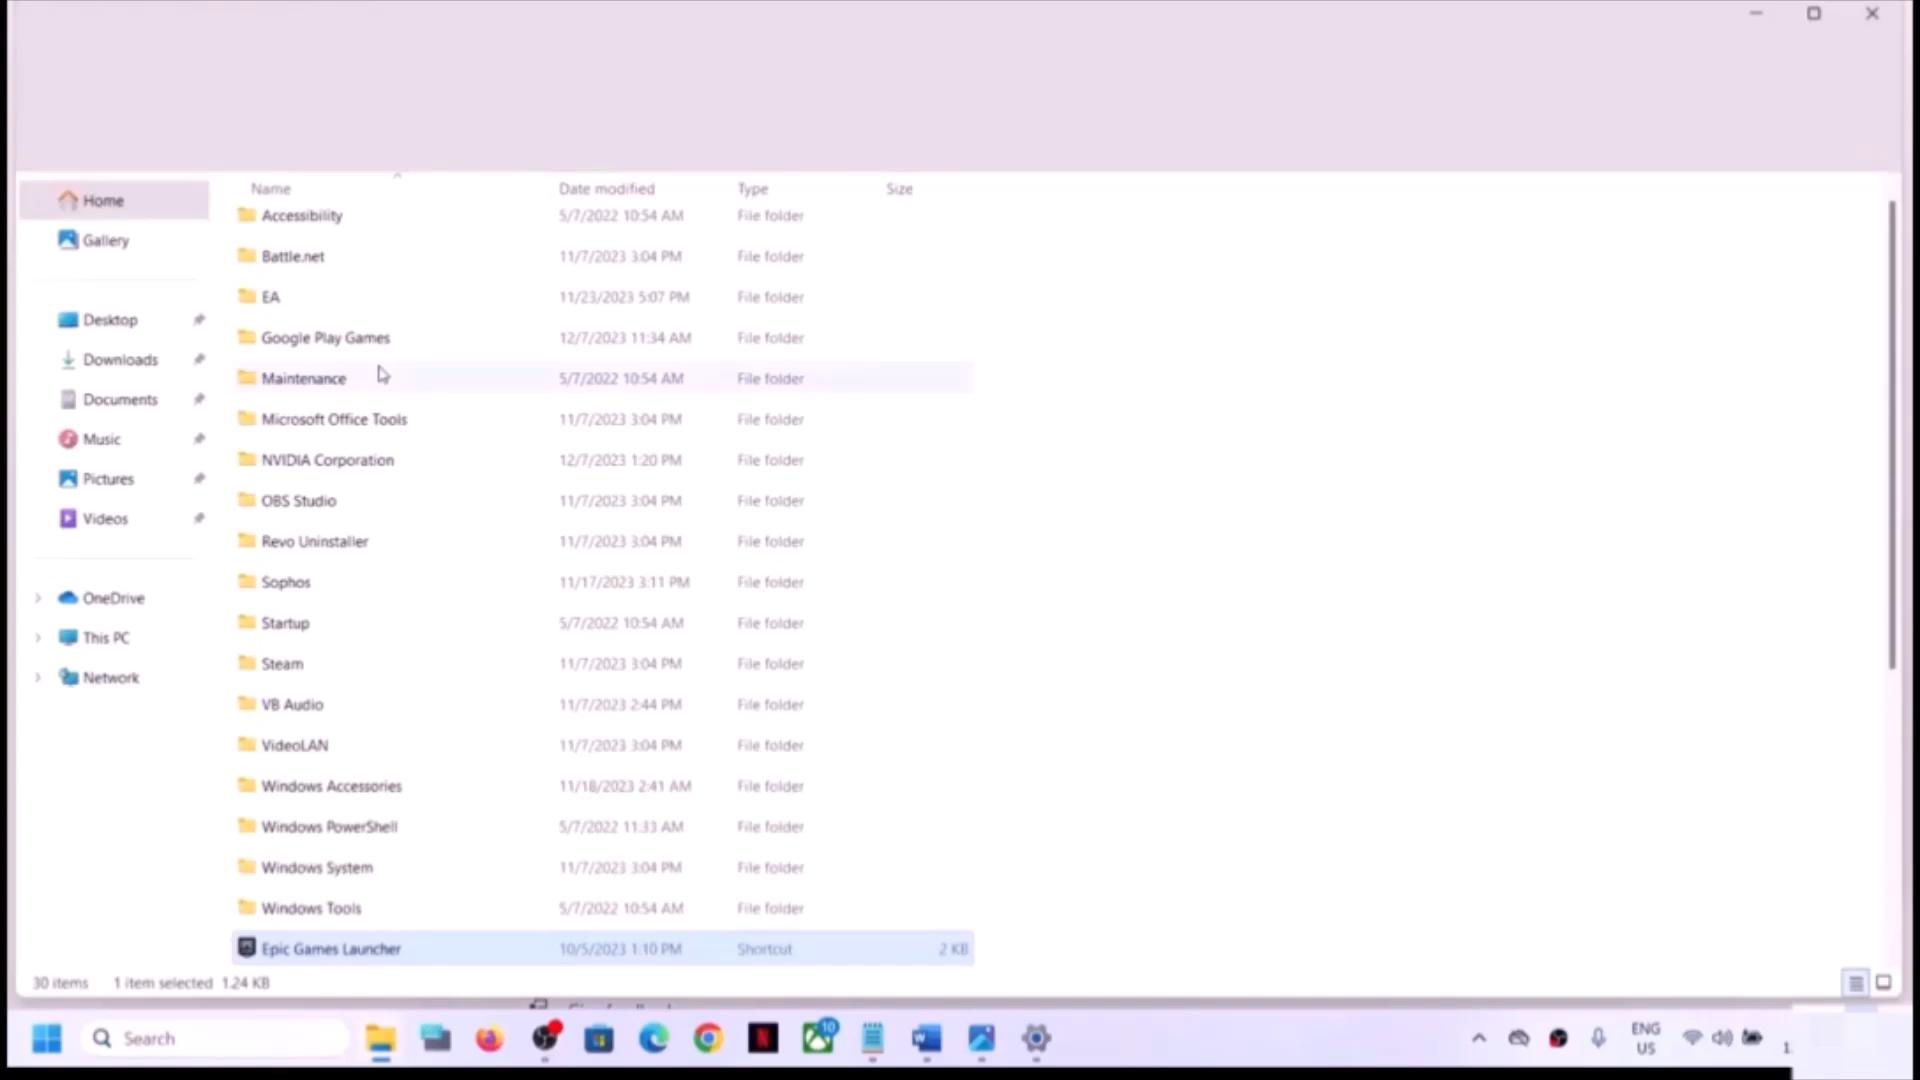 Name Date modified Type Size
Home
Gallery
Desktop
Downloads
Documents
Music
Pictures
Videos
OneDrive
This PC
Network
Accessibility 5/7/2022 10:54 AM File folder
Battle.net 11/7/2023 3:04 PM File folder
EA 11/23/2023 5:07 PM File folder
Google Play Games 12/7/2023 11:34 AM File folder
Maintenance 5/7/2022 10:54 AM File folder
Microsoft Office Tools 11/7/2023 3:04 PM File folder
NVIDIA Corporation 12/7/2023 1:20 PM File folder
OBS Studio 11/7/2023 3:04 PM File folder
Revo Uninstaller 11/7/2023 3:04 PM File folder
Sophos 11/17/2023 3:11 PM File folder
Startup 5/7/2022 10:54 AM File folder
Steam 11/7/2023 3:04 PM File folder
VB Audio 11/7/2023 2:44 PM File folder
VideoLAN 11/7/2023 3:04 PM File folder
Windows Accessories 11/18/2023 2:41 AM File folder
Windows PowerShell 5/7/2022 11:33 AM File folder
Windows System 11/7/2023 3:04 PM File folder
Windows Tools 5/7/2022 10:54 AM File folder
Epic Games Launcher 10/5/2023 1:10 PM Shortcut 2 KB
30 items 1 item selected 1.24 KB
Search
10
ENG
US